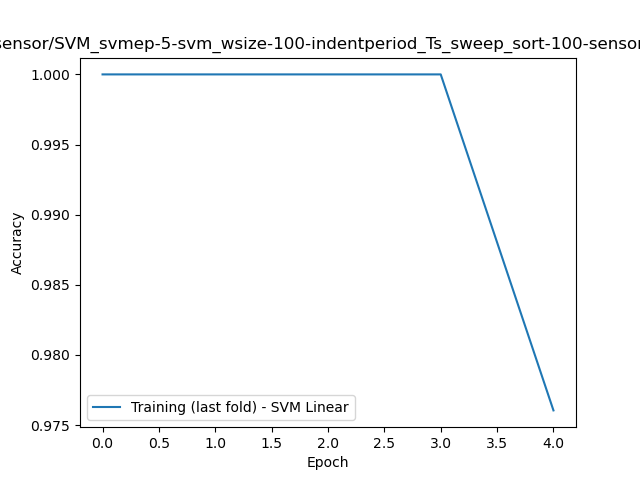 sensor/SVM_svmep-5-svm_wsize-100-indentperiod_Ts_sweep_sort-100-sensor
1.000
0.995
0.990
0.985
0.980
0.975
Accuracy
Training (last fold) - SVM Linear
0.0 0.5 1.0 1.5 2.0 2.5 3.0 3.5 4.0
Epoch